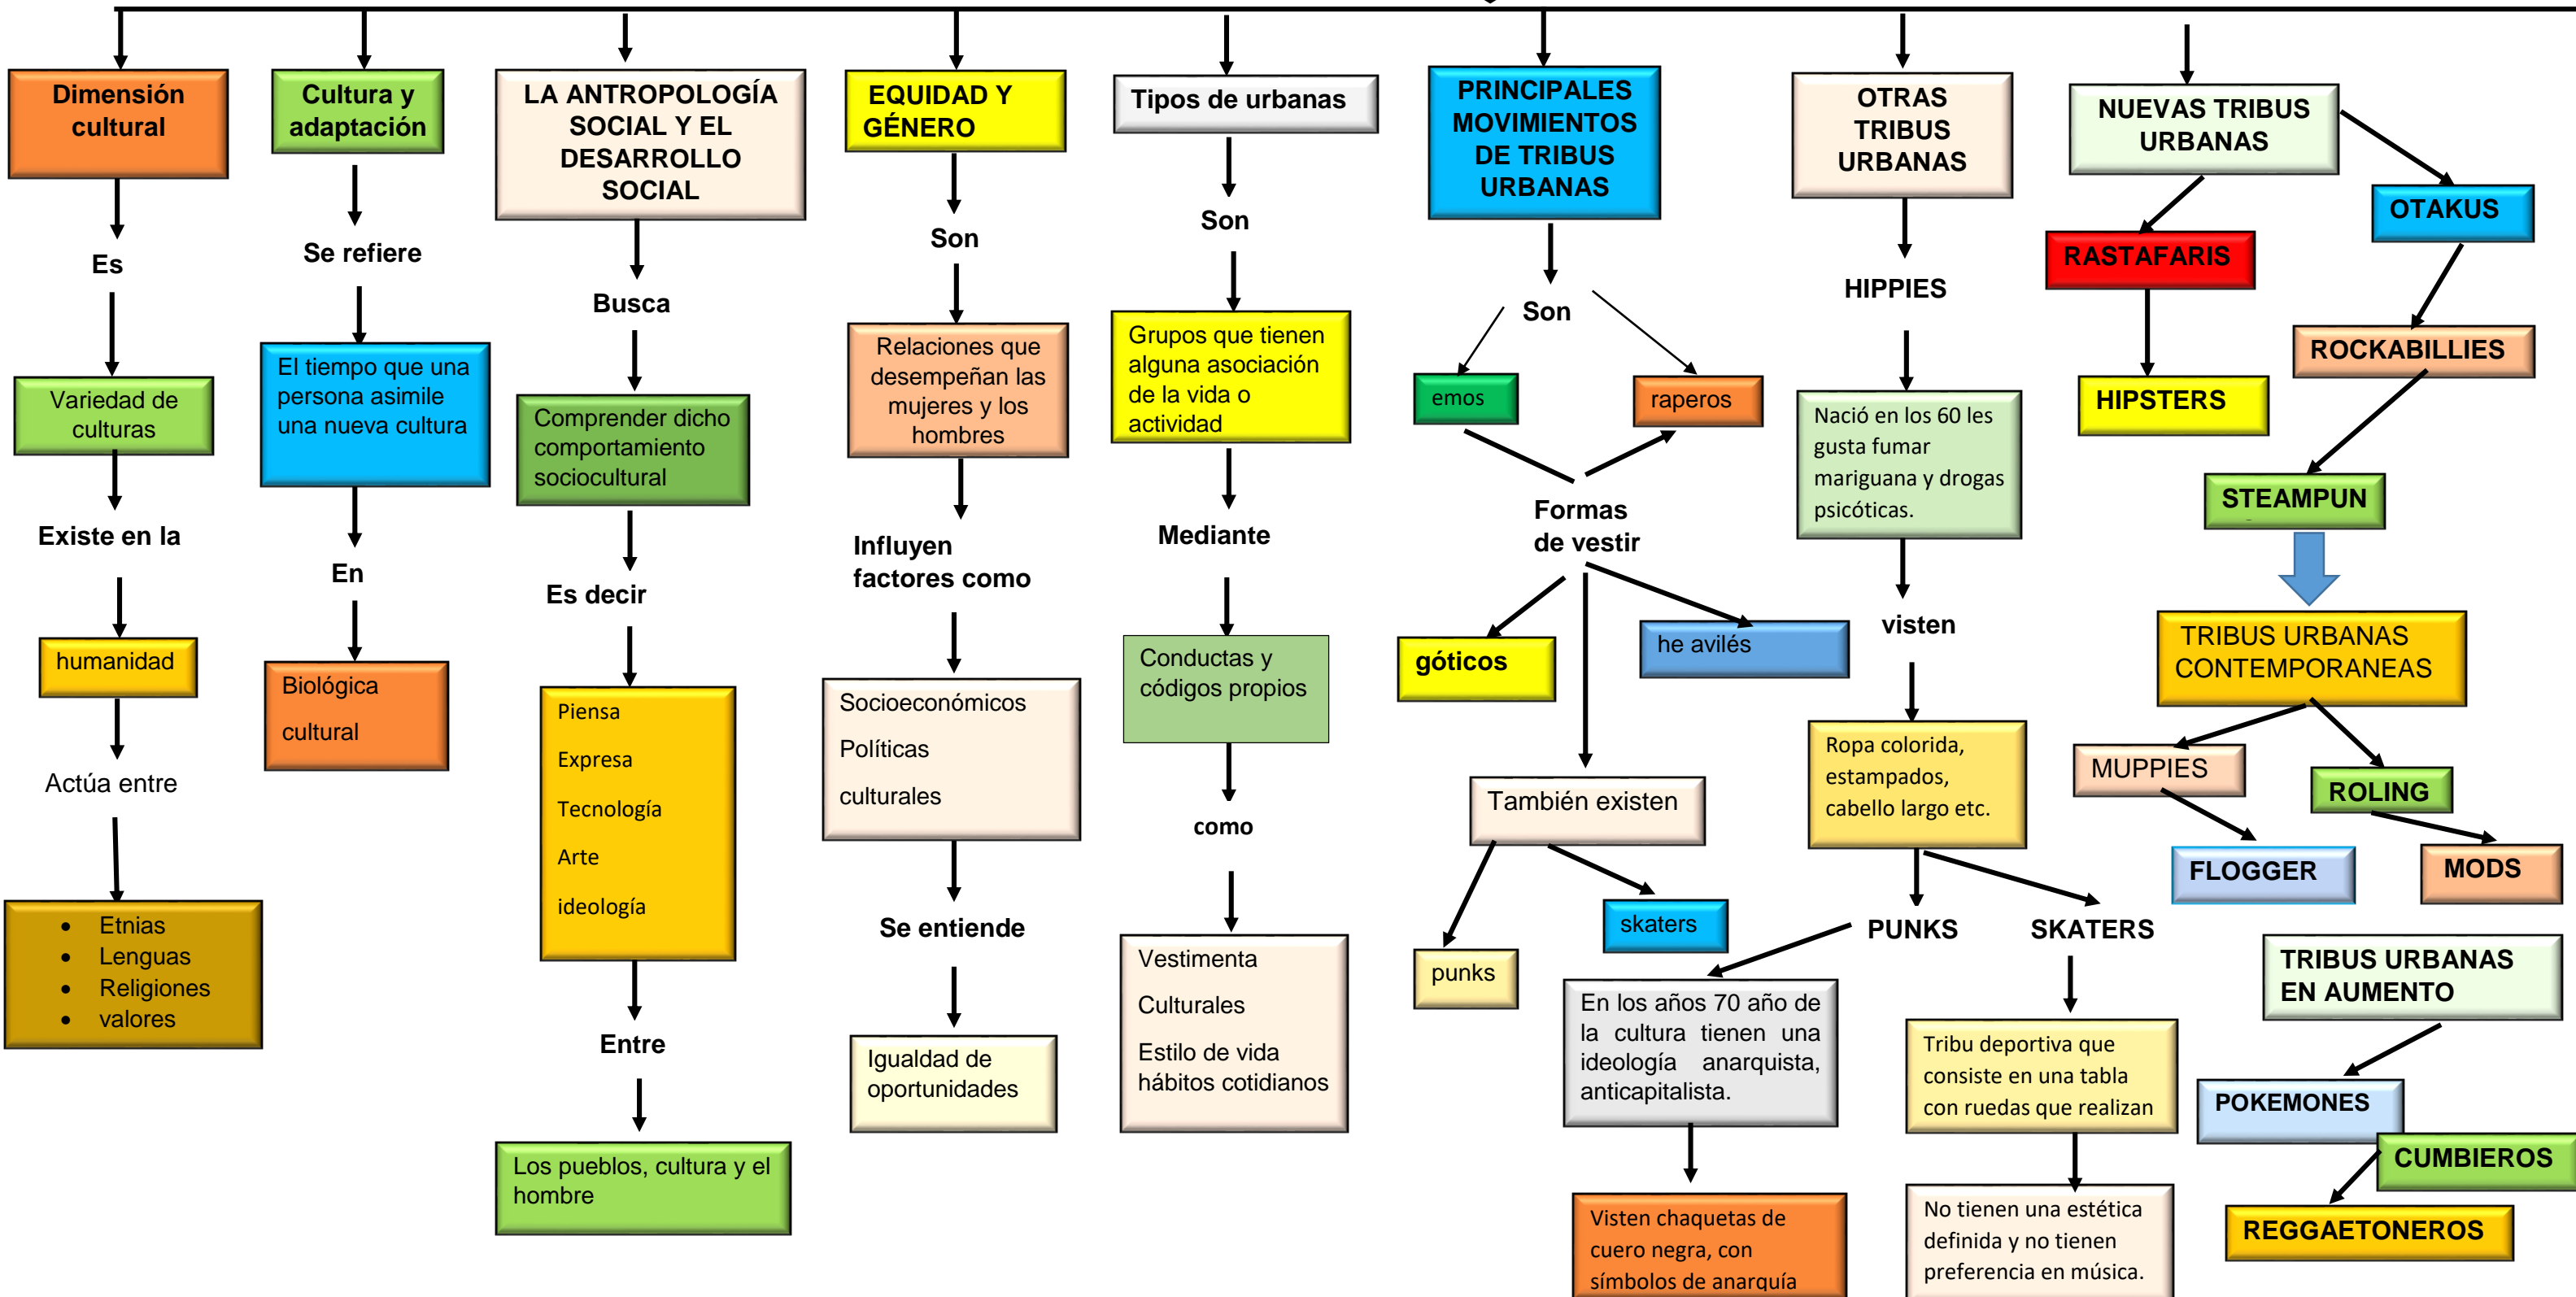 Dimensión
cultural
Es
Variedad de
culturas
Existe en la
humanidad
Actúa entre
• Etnias
• Lenguas
• Religiones
• valores
Cultura y
adaptación
Se refiere
El tiempo que una
persona asimile
una nueva cultura
En
Biológica
cultural
LA ANTROPOLOGÍA
SOCIAL Y EL
DESARROLLO
SOCIAL
Busca
Comprender dicho
comportamiento
sociocultural
Es decir
Piensa
Expresa
Tecnología
Arte
ideología
Entre
Los pueblos, cultura y el
hombre
EQUIDAD Y
GÉNERO
Son
Relaciones que
desempeñan las
mujeres y los
hombres
Influyen
factores como
Socioeconómicos
Políticas
culturales
Se entiende
Igualdad de
oportunidades
Tipos de urbanas
Son
Grupos que tienen
alguna asociación
de la vida o
actividad
Mediante
Conductas y
códigos propios
como
Vestimenta
Culturales
Estilo de vida
hábitos cotidianos
PRINCIPALES
MOVIMIENTOS
DE TRIBUS
URBANAS
Son
emos
raperos
Formas
de vestir
góticos
he avilés
También existen
punks
skaters
OTRAS
TRIBUS
URBANAS
HIPPIES
Nació en los 60 les
gusta fumar
mariguana y drogas
psicóticas.
visten
Ropa colorida,
estampados,
cabello largo etc.
PUNKS
En los años 70 año de
la cultura tienen una
ideología anarquista,
anticapitalista.
Visten chaquetas de
cuero negra, con
símbolos de anarquía
SKATERS
Tribu deportiva que
consiste en una tabla
con ruedas que realizan
No tienen una estética
definida y no tienen
preferencia en música.
NUEVAS TRIBUS
URBANAS
RASTAFARIS
HIPSTERS
OTAKUS
ROCKABILLIES
STEAMPUN
TRIBUS URBANAS
CONTEMPORANEAS
MUPPIES
FLOGGER
ROLING
MODS
TRIBUS URBANAS
EN AUMENTO
POKEMONES
CUMBIEROS
REGGAETONEROS